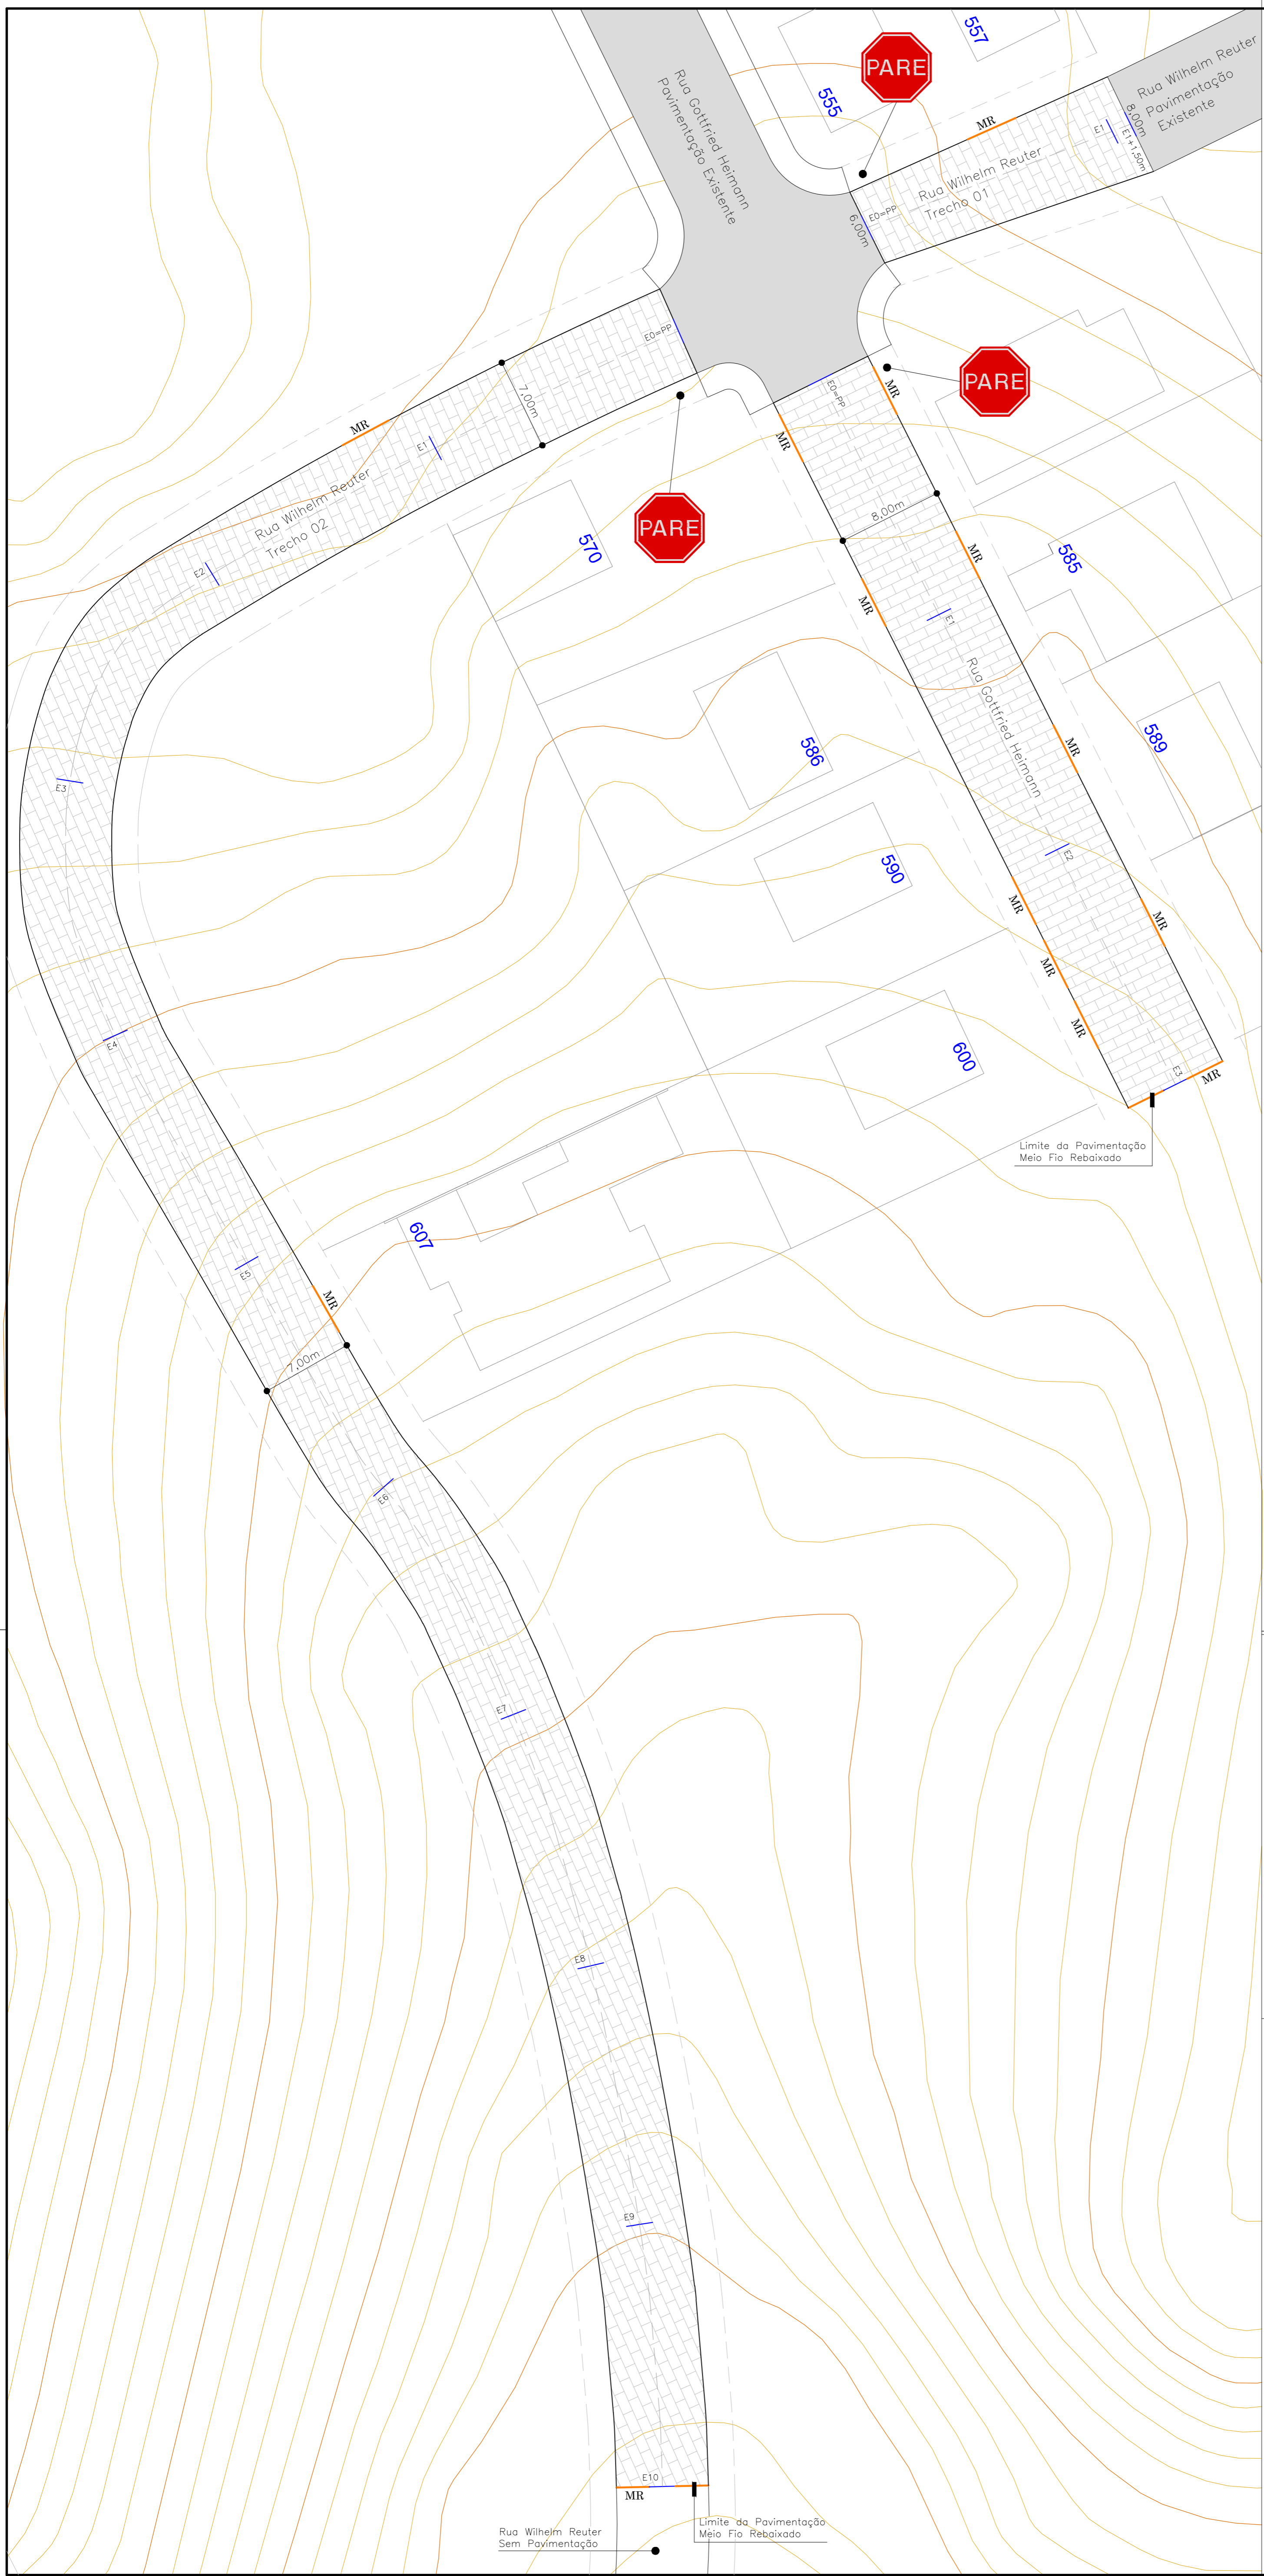 557
PARE
555
Rua Wilhelm Reuter
Pavimentação
Existente
Rua Gottfried Heimann
Pavimentação Existente
MR
8,00m
E1
E1+1,50m
Rua Wilhelm Reuter
Trecho 01
E0=PP
6,00m
E0=PP
PARE
E0=PP
MR
7,00m
MR
MR
E1
Rua Wilhelm Reuter
Trecho 02
PARE
8,00m
570
585
MR
E2
MR
E1
Rua Gottfried Heimann
586
589
MR
E3
590
E2
MR
MR
MR
E4
600
MR
E3
MR
Limite da Pavimentação
Meio Fio Rebaixado
607
E5
MR
7,00m
E6
E7
E8
E9
E10
MR
Rua Wilhelm Reuter
Sem Pavimentação
Limite da Pavimentação
Meio Fio Rebaixado